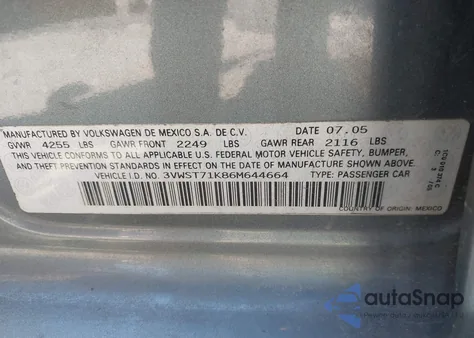 MANUFACTURED BY VOLKSWAGEN DE MEXICO S.A. DE C.V. DATE 07.05
GVWR 4255 LBS GAWR FRONT 2249 LBS GAWR REAR 2116 LBS
THIS VEHICLE CONFORMS TO ALL APPLICABLE U.S. FEDERAL MOTOR VEHICLE SAFETY, BUMPER,
AND THEFT PREVENTION STANDARDS IN EFFECT ON THE DATE OF MANUFACTURE SHOWN ABOVE.
VEHICLE I.D. NO. 3VWST71K86M644664 TYPE: PASSENGER CAR
COUNTRY OF ORIGIN: MEXICO
autoSnap